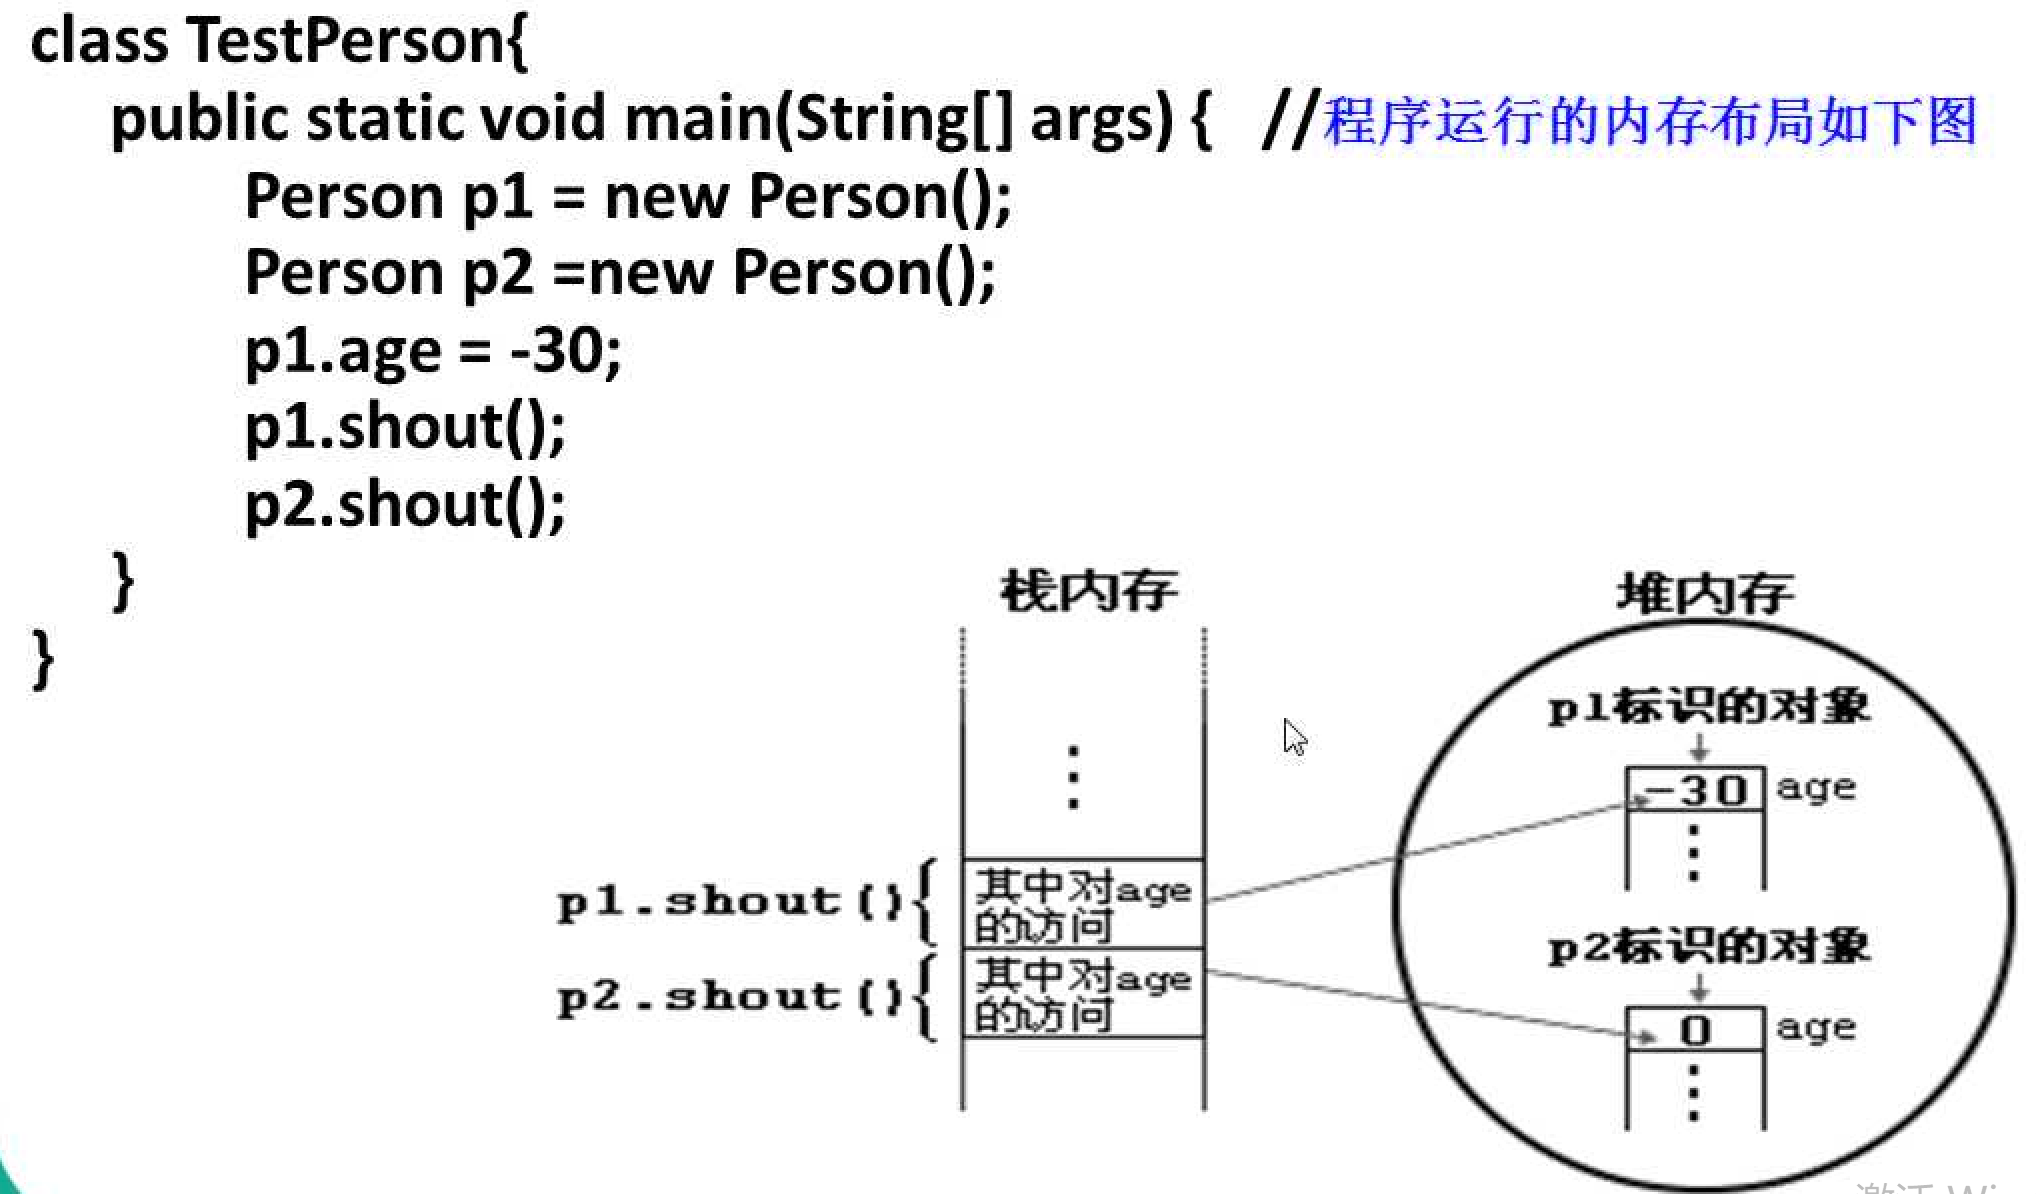 class TestPerson{
public static void main(String[] args) {   //程序运行的内存布局如下图
Person p1 = new Person();
Person p2 =new Person();
p1.age = -30;
p1.shout();
p2.shout();
}
}
栈内存
堆内存
p1标识的对象
-30 age
p1.shout(){
其中对age
的访问
p2.shout(){
其中对age
的访问
p2标识的对象
0 age